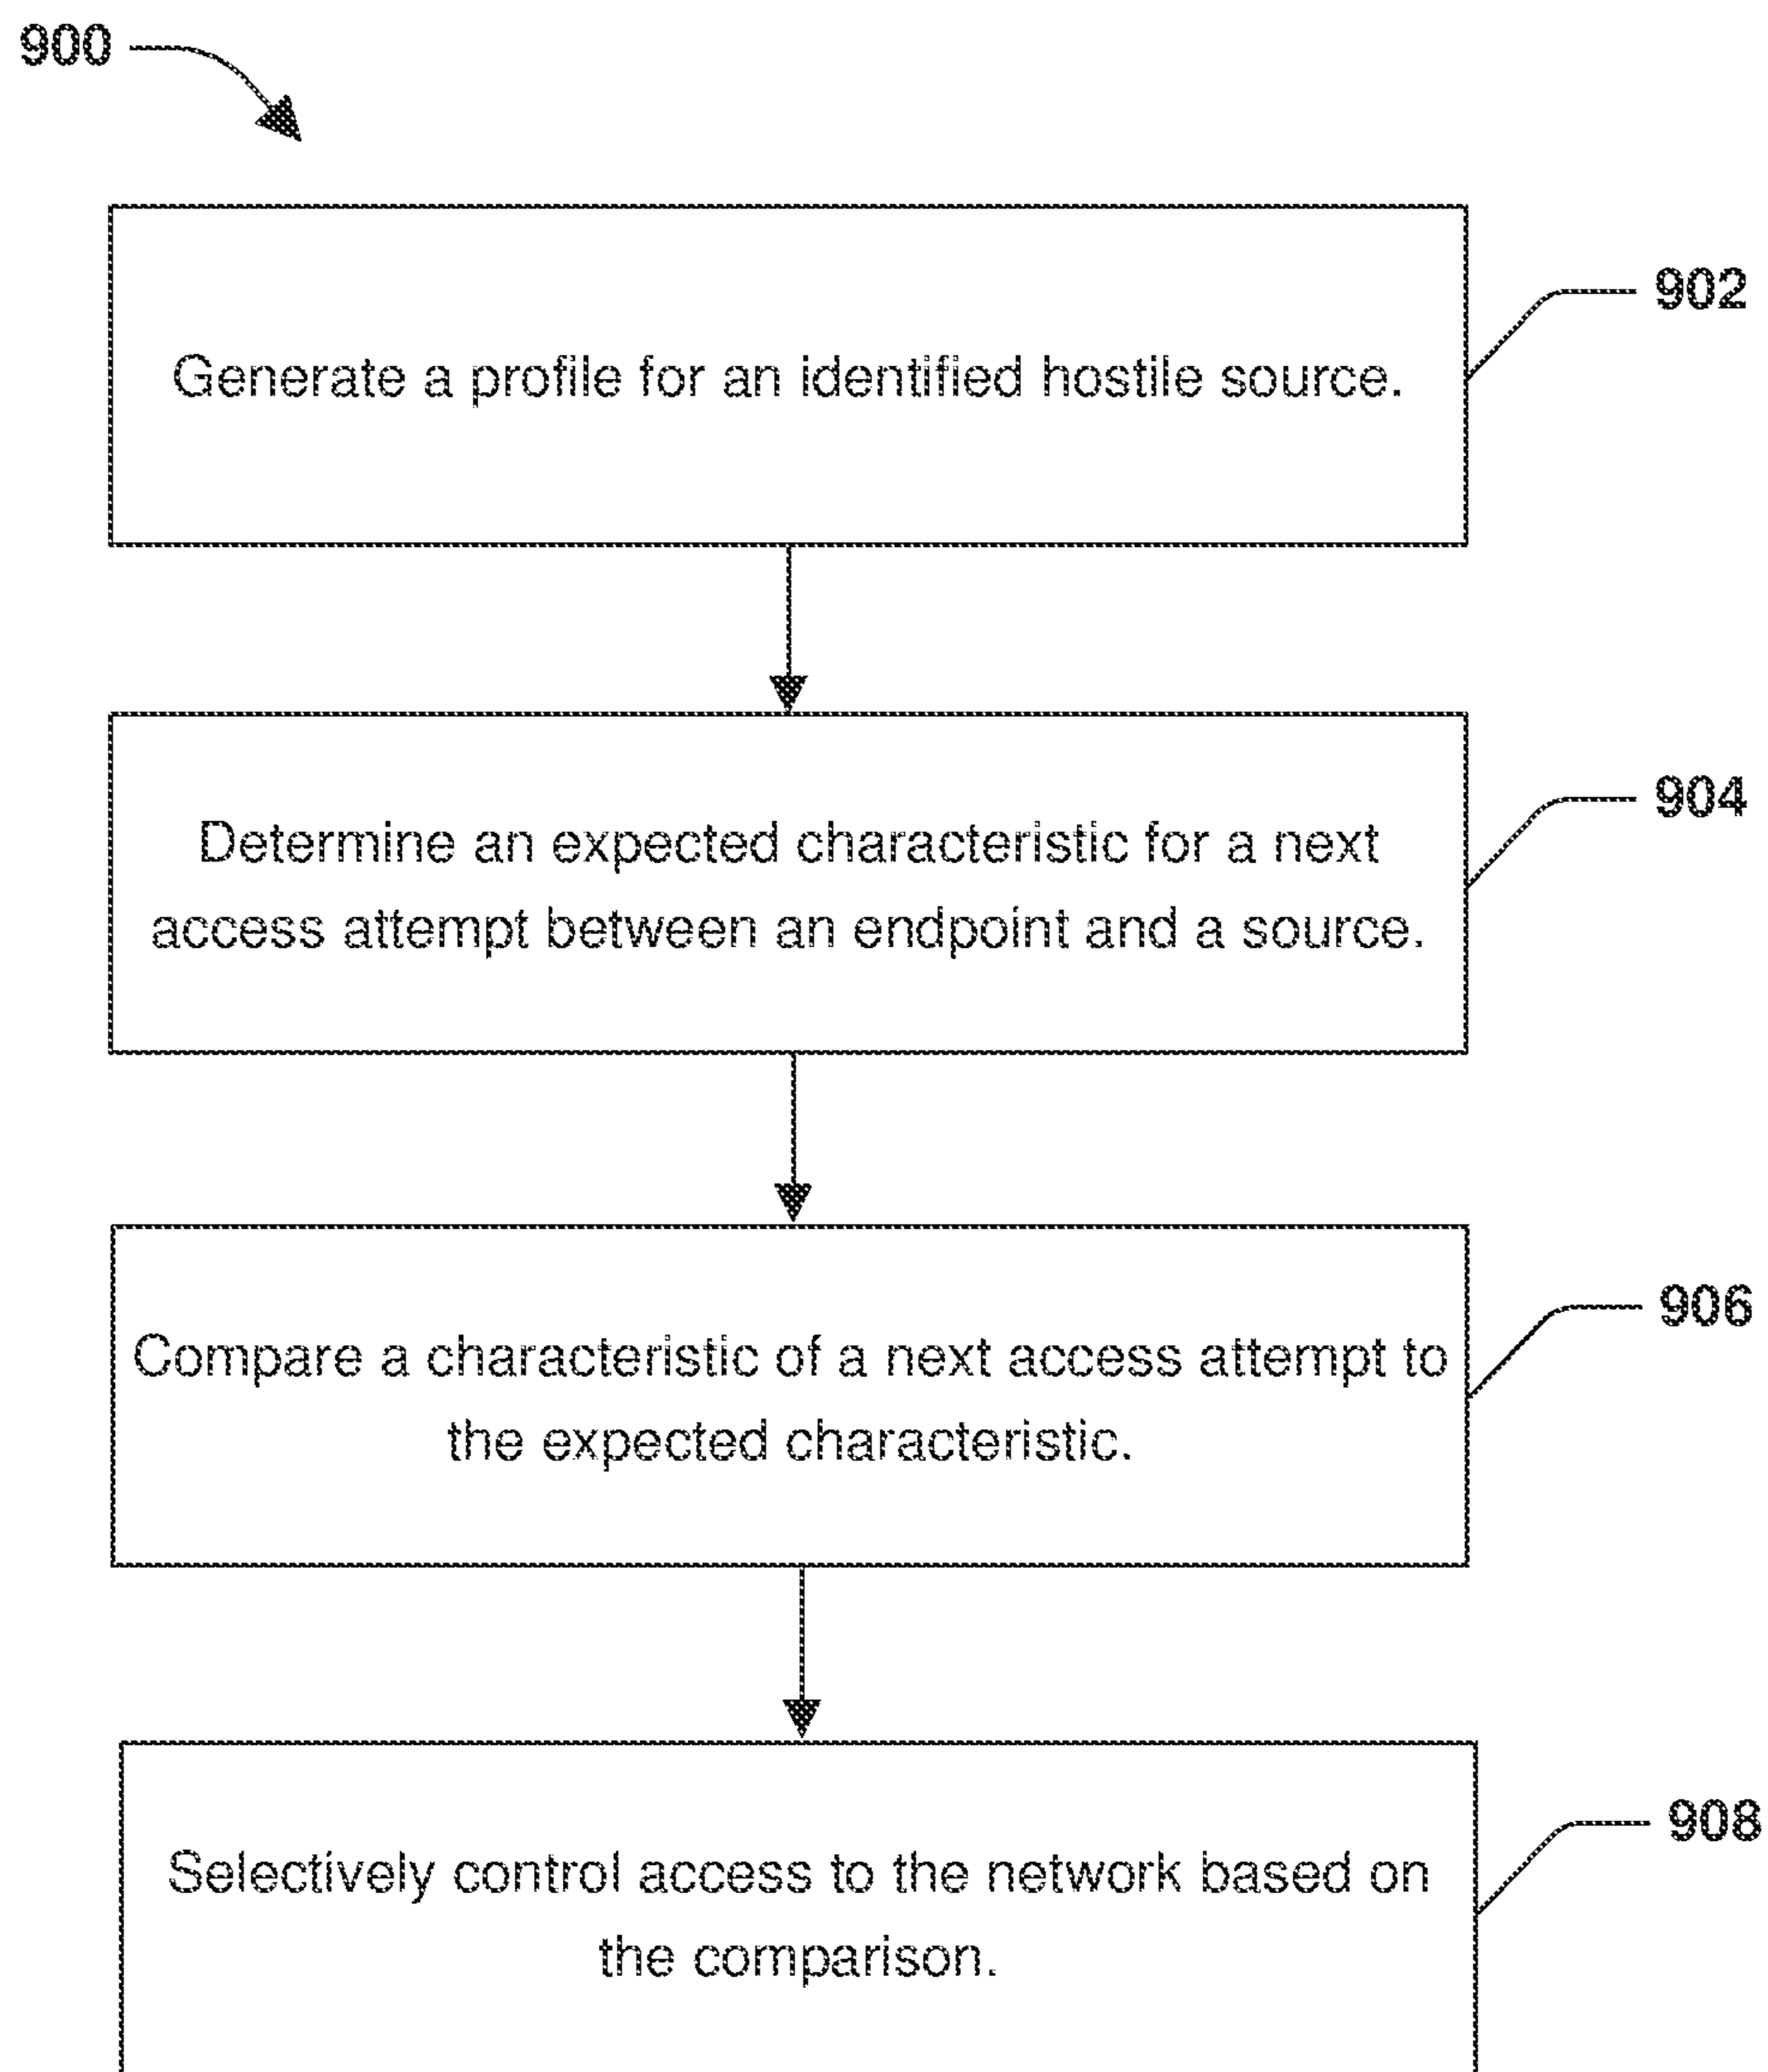 900
902
Generate a profile for an identified hostile source.
904
Determine an expected characteristic for a next
access attempt between an endpoint and a source.
906
Compare a characteristic of a next access attempt to
the expected characteristic.
908
Selectively control access to the network based on
the comparison.